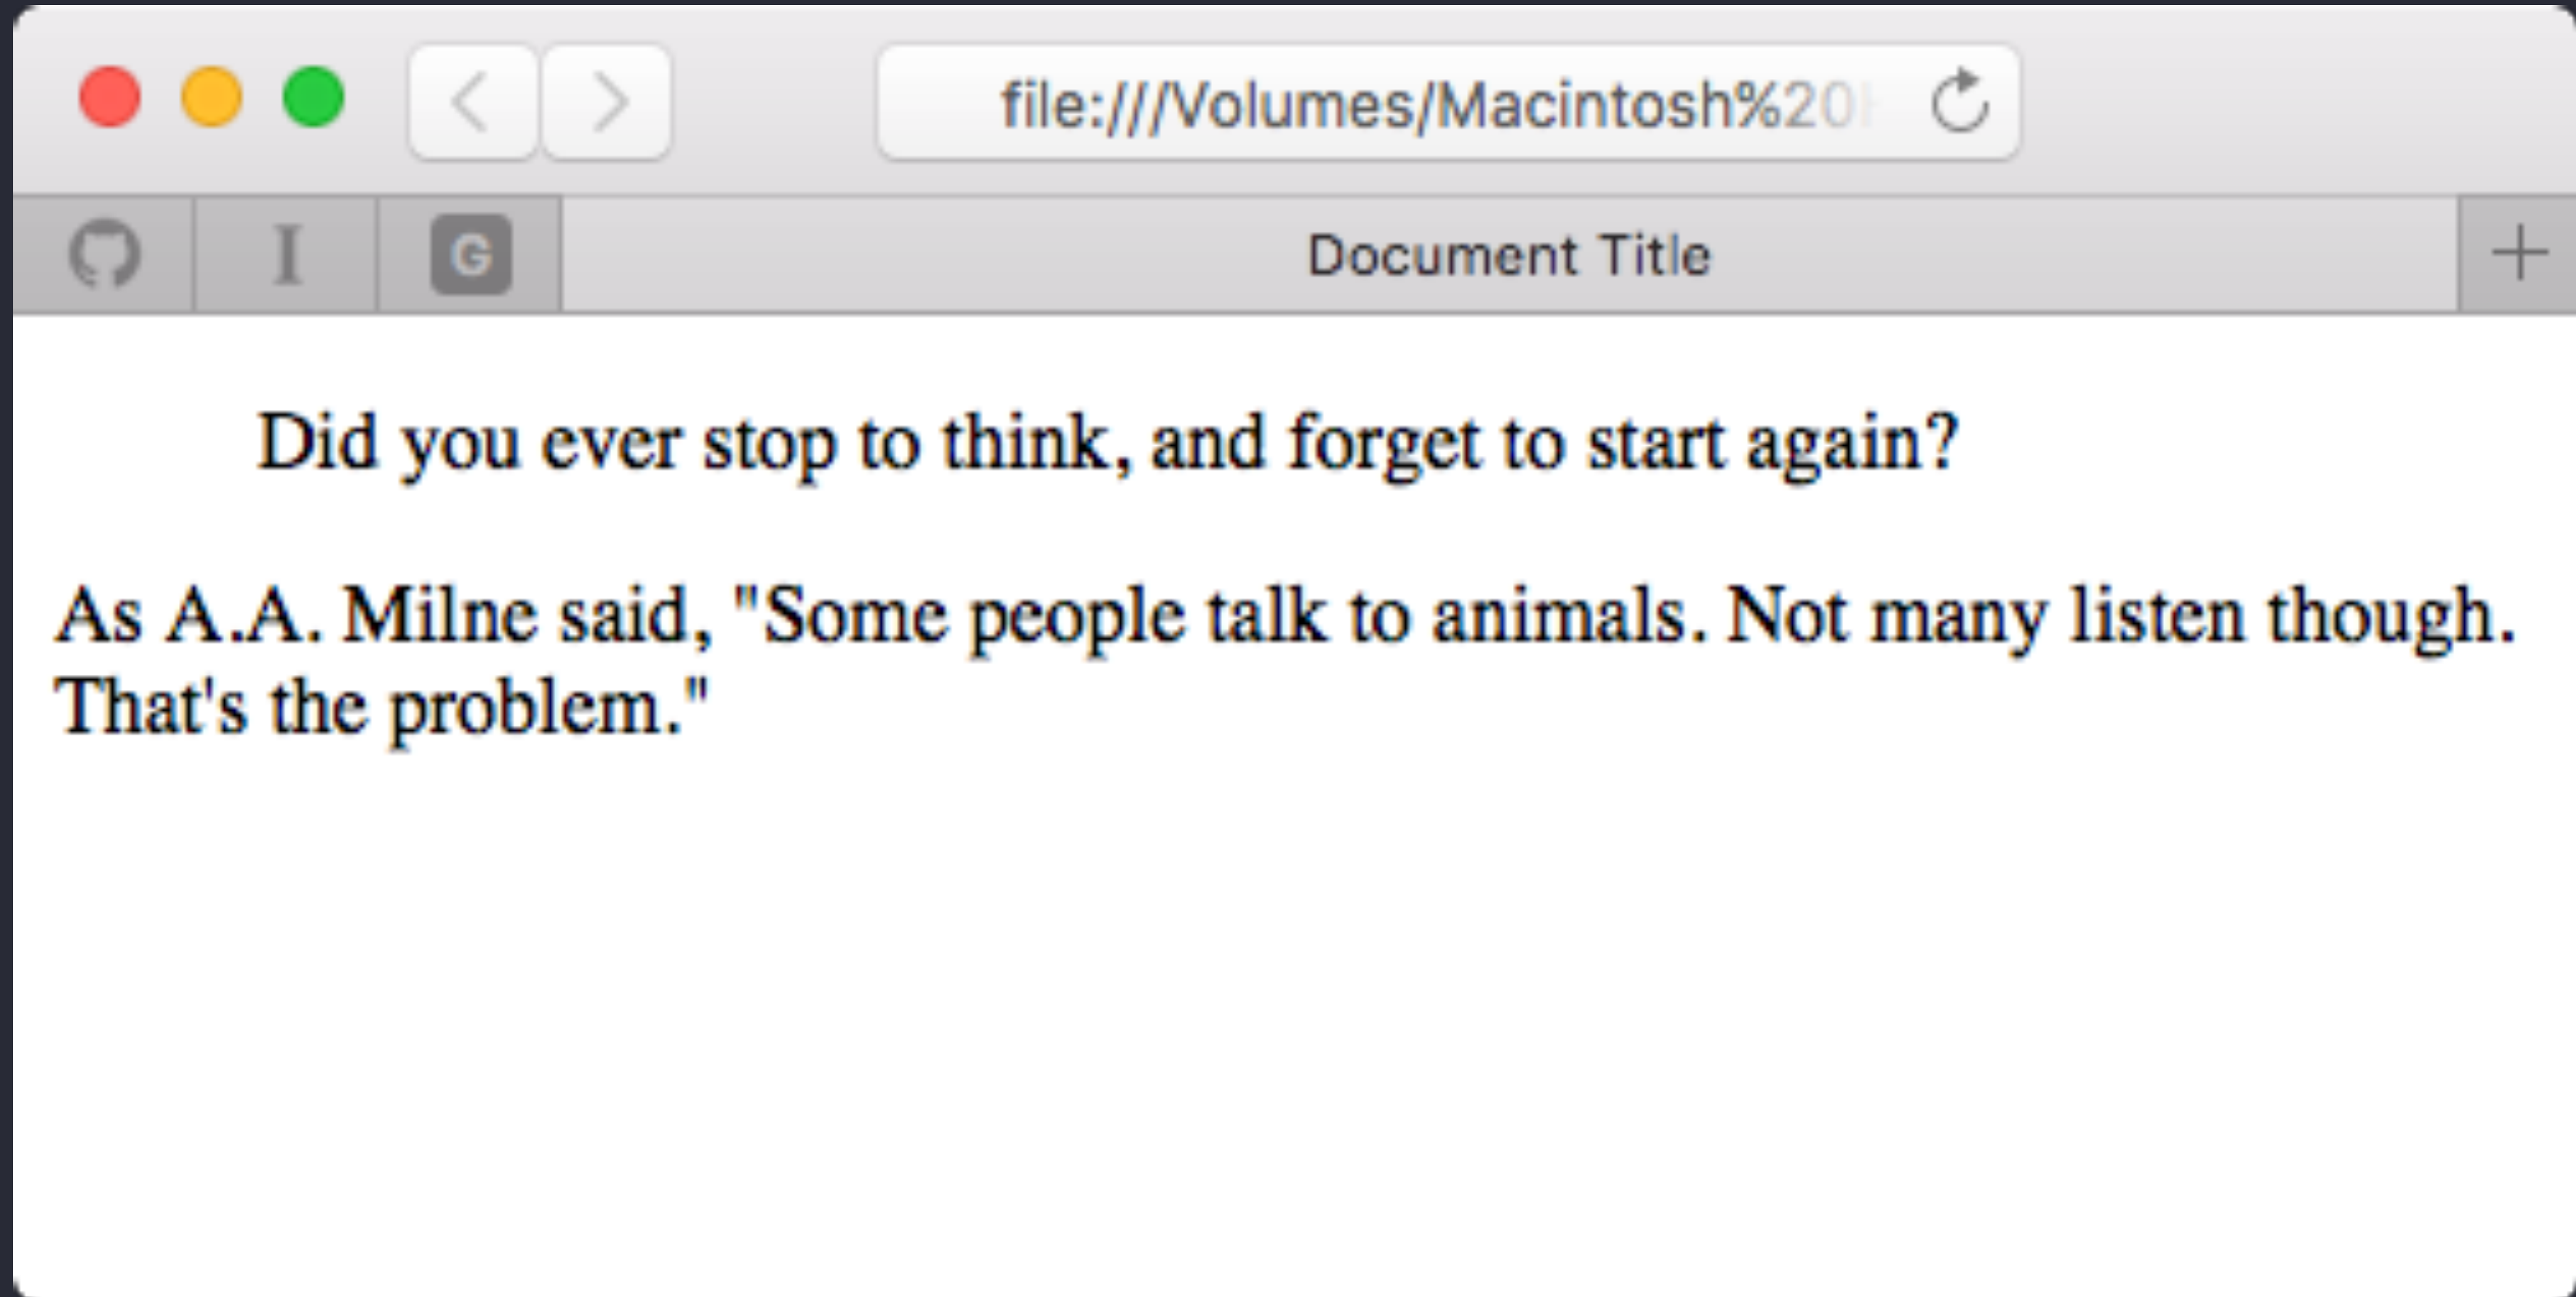 file:///Volumes/Macintosh%20
I
G
Document Title
Did you ever stop to think, and forget to start again?
As A.A. Milne said, "Some people talk to animals. Not many listen though.
That's the problem."